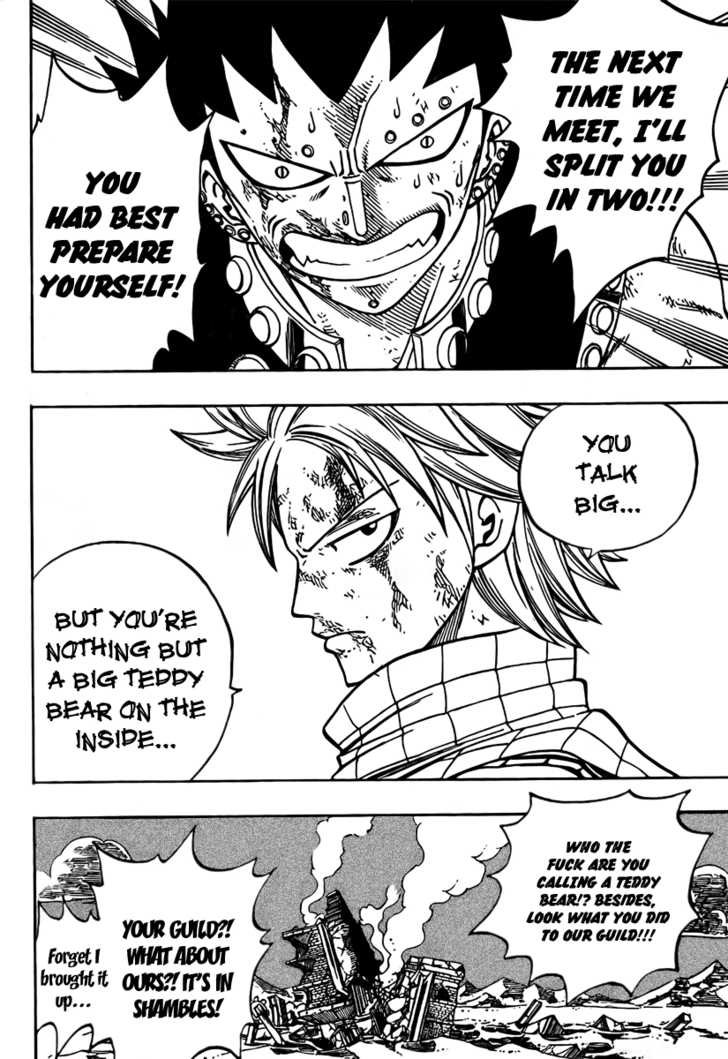 THE NEXT
TIME WE
MEET, I'LL
SPLIT YOU
IN TWO!!!
YOU
HAD BEST
PREPARE
YOURSELF!
YOU
TALK
BIG...
BUT YOU'RE
NOTHING BUT
A BIG TEDDY
BEAR ON THE
INSIDE...
WHO THE
FUCK ARE YOU
CALLING A TEDDY
BEAR!? BESIDES,
LOOK WHAT YOU DID
TO OUR GUILD!!!
YOUR GUILD?!
WHAT ABOUT
OURS?! IT'S IN
SHAMBLES!
Forget I
brought it
up...